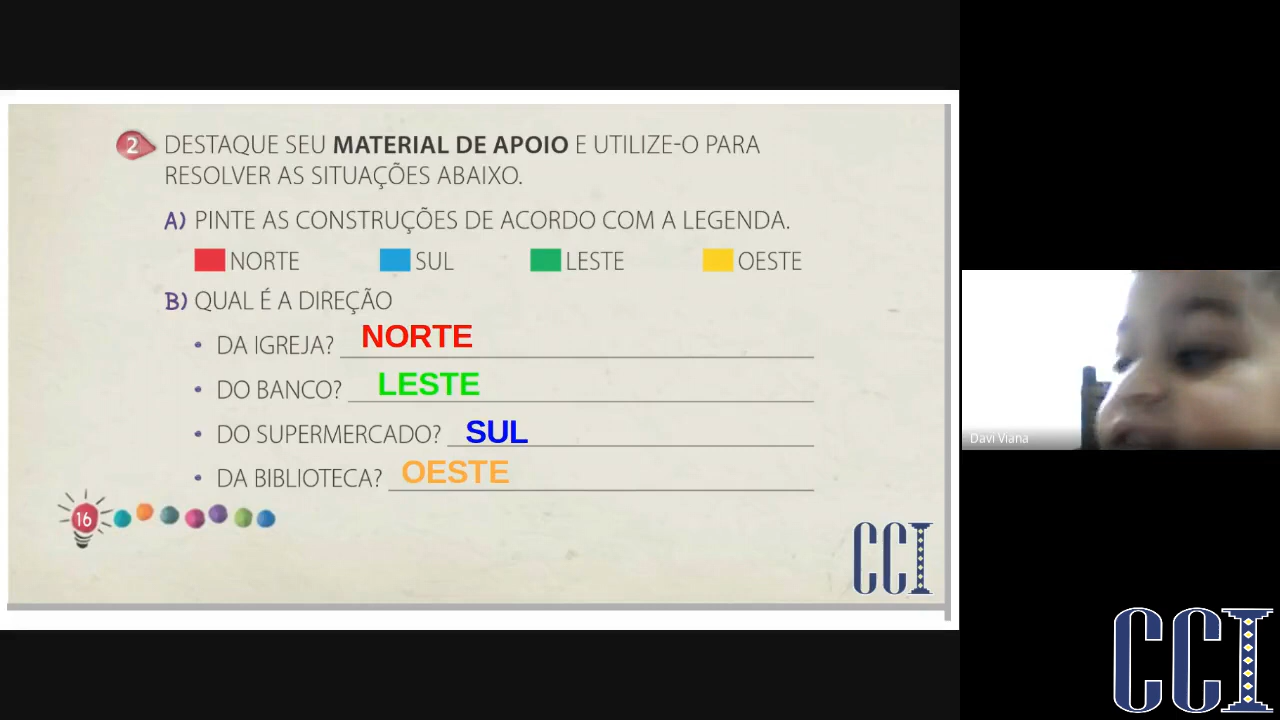 2 DESTAQUE SEU MATERIAL DE APOIO E UTILIZE-O PARA
RESOLVER AS SITUAÇÕES ABAIXO.
A) PINTE AS CONSTRUÇÕES DE ACORDO COM A LEGENDA.
NORTE SUL LESTE OESTE
B) QUAL É A DIREÇÃO
• DA IGREJA? NORTE
• DO BANCO? LESTE
• DO SUPERMERCADO? SUL
• DA BIBLIOTECA? OESTE
16
CCI
Davi Viana
CCI